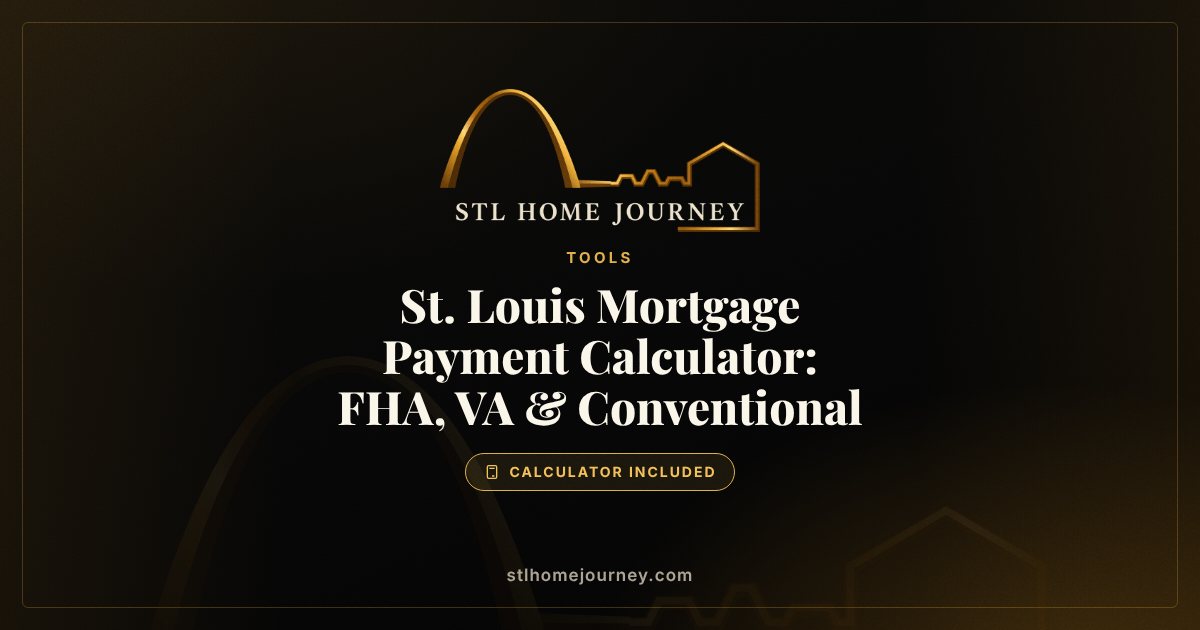 STL HOME JOURNEY
TOOLS
St. Louis Mortgage
Payment Calculator:
FHA, VA & Conventional
CALCULATOR INCLUDED
stlhomejourney.com